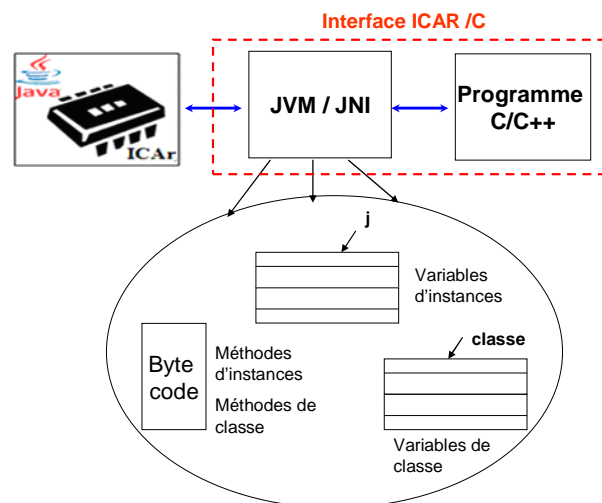 Interface ICAR /C
Java
ICAr
JVM / JNI
Programme
C/C++
j
Variables
d'instances
classe
Byte
code
Méthodes
d'instances
Méthodes de
classe
Variables de
classe